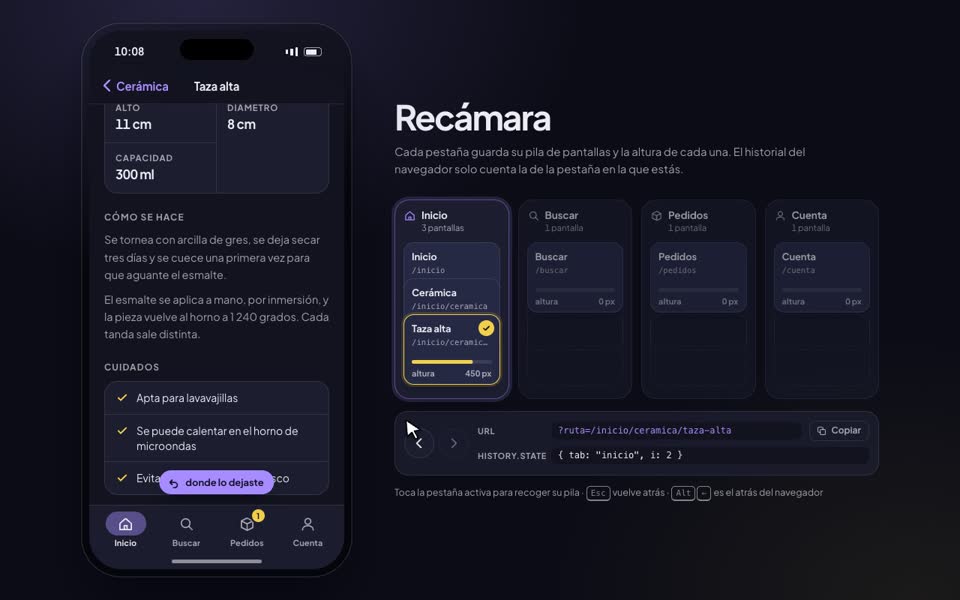 10:08
Cerámica
Taza alta
ALTO
11 cm
DIÁMETRO
8 cm
CAPACIDAD
300 ml
CÓMO SE HACE
Se tornea con arcilla de gres, se deja secar
tres días y se cuece una primera vez para
que aguante el esmalte.
El esmalte se aplica a mano, por inmersión, y
la pieza vuelve al horno a 1 240 grados. Cada
tanda sale distinta.
CUIDADOS
Apta para lavavajillas
Se puede calentar en el horno de
microondas
donde lo dejaste
Inicio
Buscar
1
Pedidos
Cuenta
Recámara
Cada pestaña guarda su pila de pantallas y la altura de cada una. El historial del
navegador solo cuenta la de la pestaña en la que estás.
Inicio
3 pantallas
Inicio
/inicio
Cerámica
/inicio/ceramica
Taza alta
/inicio/ceramic…
altura 450 px
Buscar
1 pantalla
Buscar
/buscar
altura 0 px
Pedidos
1 pantalla
Pedidos
/pedidos
altura 0 px
Cuenta
1 pantalla
Cuenta
/cuenta
altura 0 px
URL ?ruta=/inicio/ceramica/taza-alta Copiar
HISTORY.STATE { tab: "inicio", i: 2 }
Toca la pestaña activa para recoger su pila · Esc vuelve atrás · Alt ← es el atrás del navegador